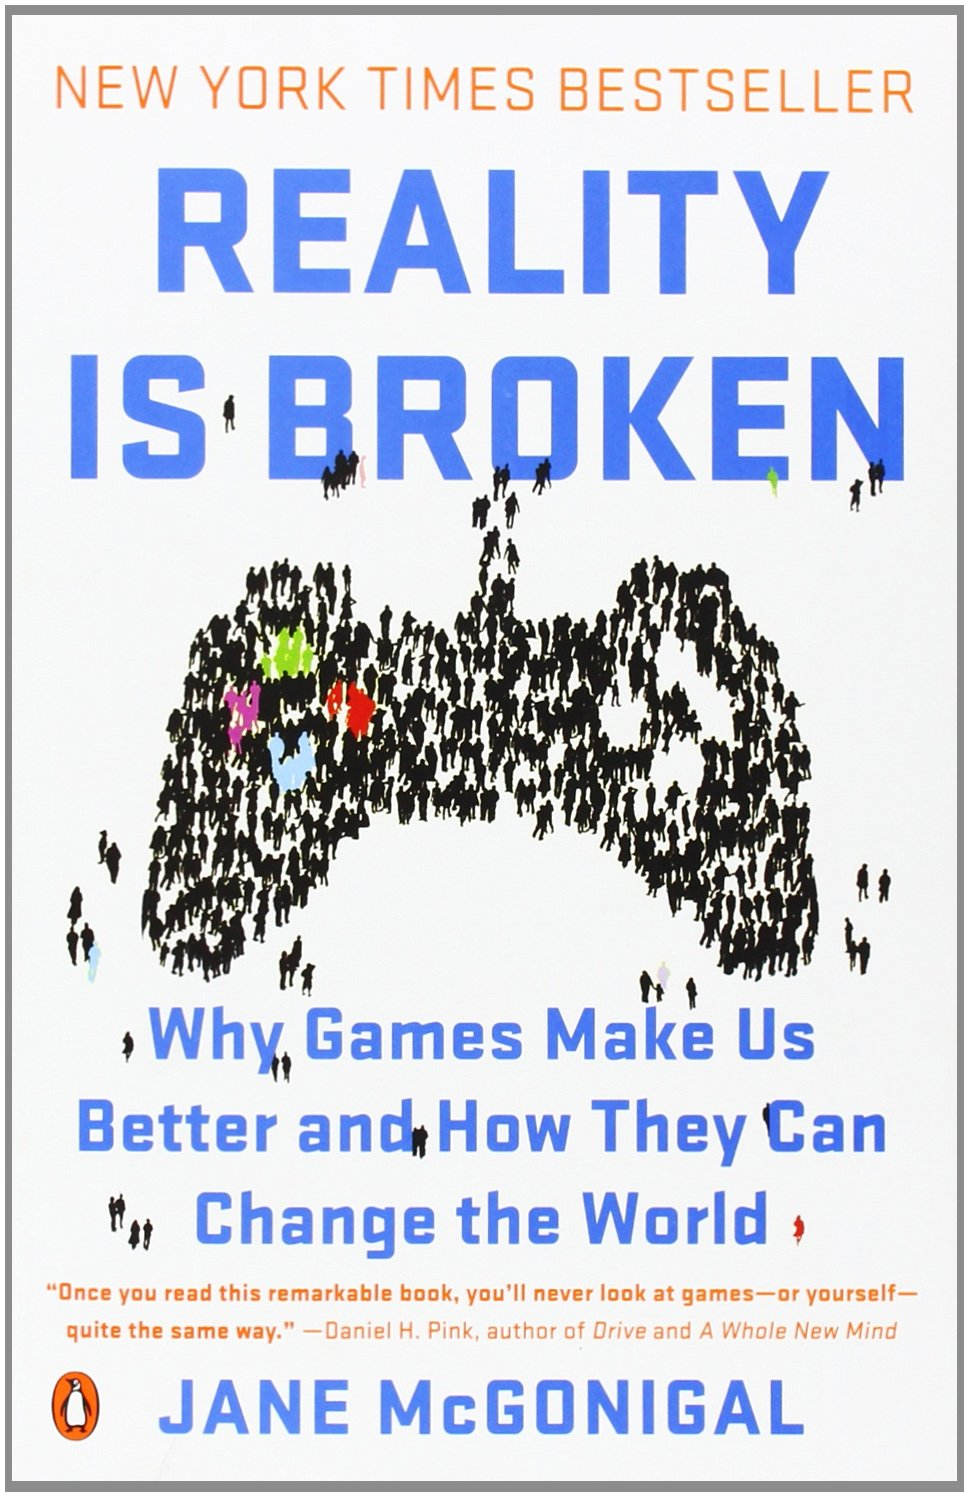 NEW YORK TIMES BESTSELLER
REALITY
IS BROKEN
Why Games Make Us
Better and How They Can
Change the World
“Once you read this remarkable book, you’ll never look at games—or yourself—
quite the same way.” —Daniel H. Pink, author of Drive and A Whole New Mind
JANE McGONIGAL